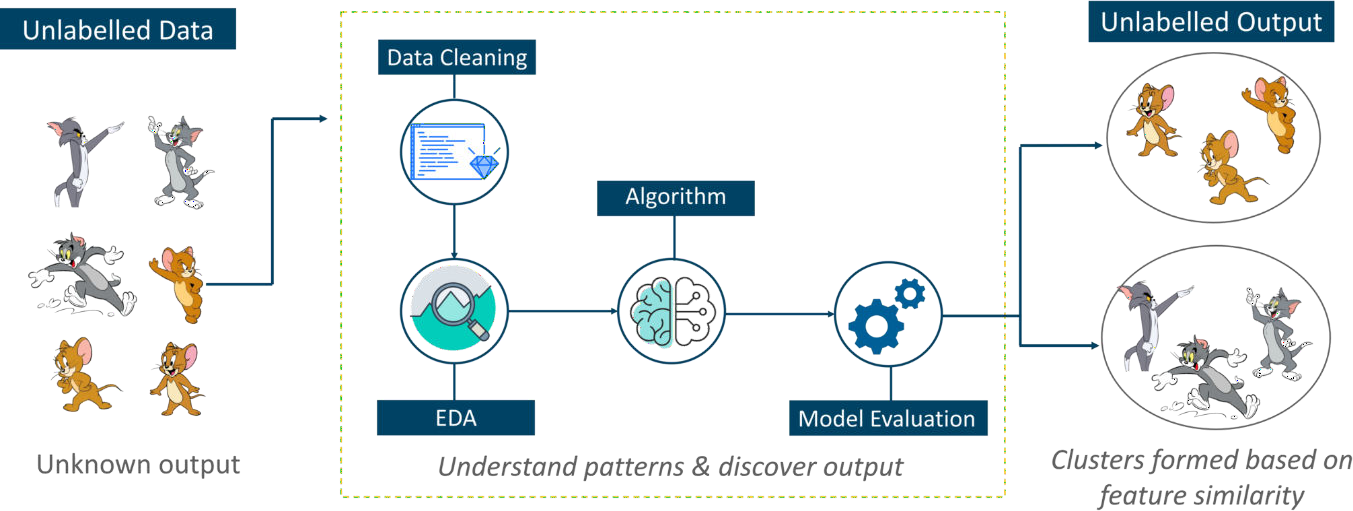 Unlabelled Data
Unknown output
Data Cleaning
EDA
Algorithm
Model Evaluation
Understand patterns & discover output
Unlabelled Output
Clusters formed based on
feature similarity